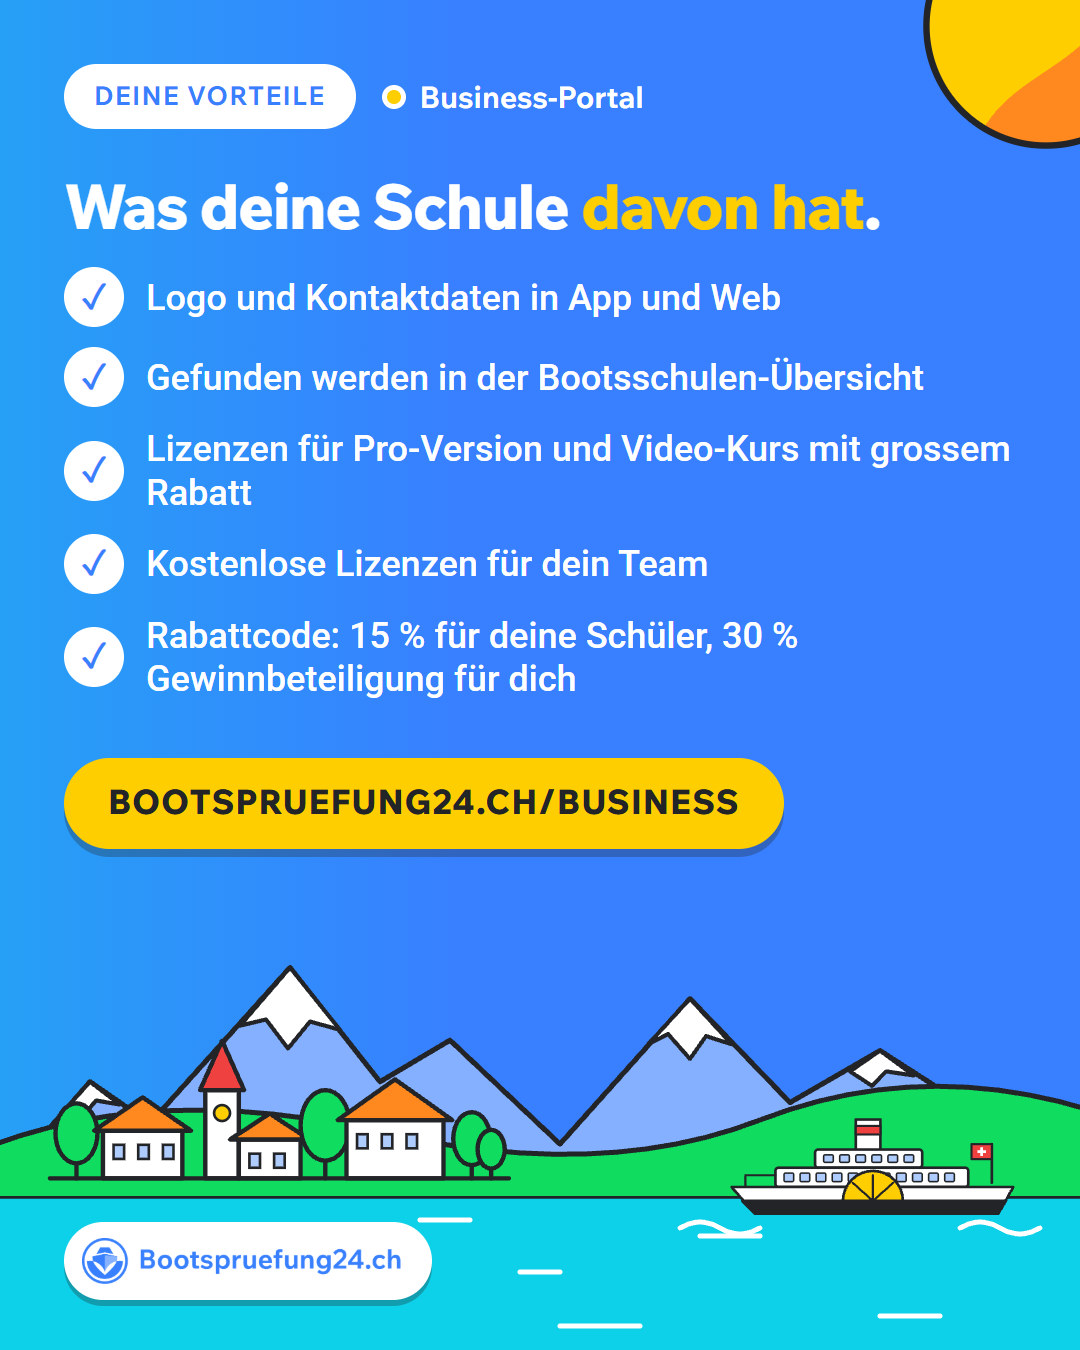 DEINE VORTEILE
Business-Portal
Was deine Schule davon hat.
Logo und Kontaktdaten in App und Web
Gefunden werden in der Bootsschulen-Übersicht
Lizenzen für Pro-Version und Video-Kurs mit grossem
Rabatt
Kostenlose Lizenzen für dein Team
Rabattcode: 15 % für deine Schüler, 30 %
Gewinnbeteiligung für dich
BOOTSPRUEFUNG24.CH/BUSINESS
Bootspruefung24.ch